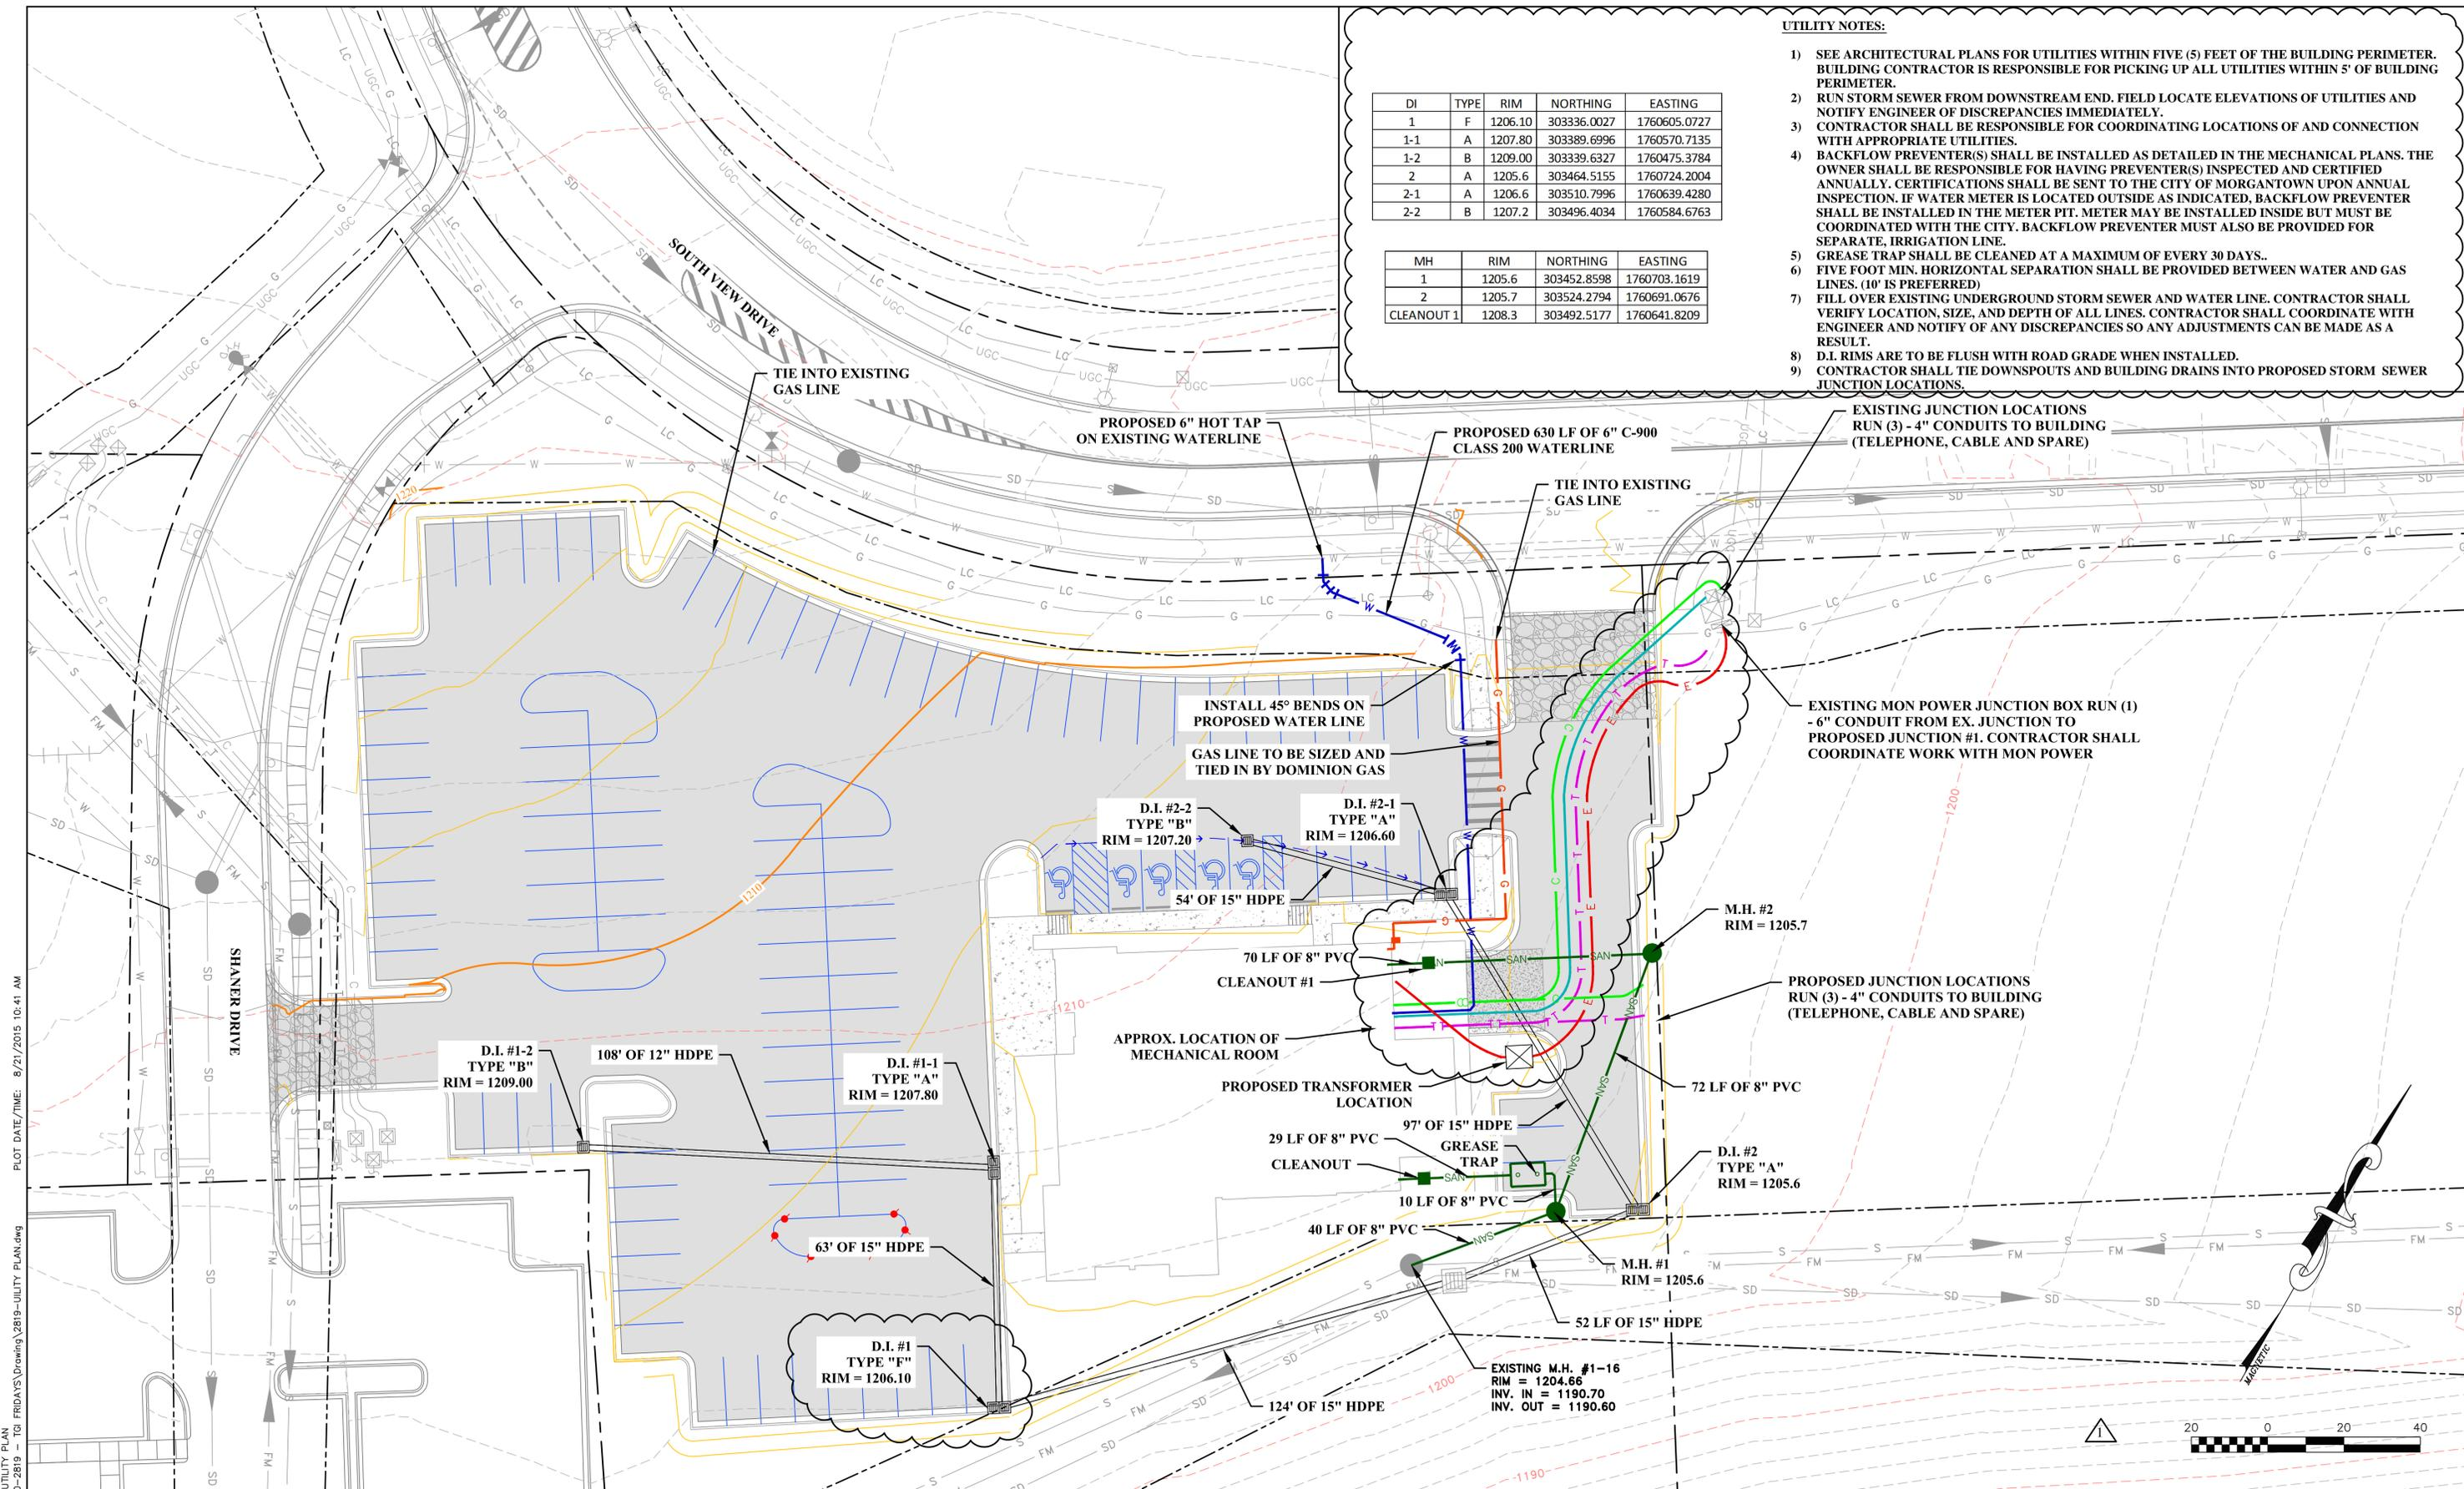 UTILITY NOTES:
1) SEE ARCHITECTURAL PLANS FOR UTILITIES WITHIN FIVE (5) FEET OF THE BUILDING PERIMETER.
BUILDING CONTRACTOR IS RESPONSIBLE FOR PICKING UP ALL UTILITIES WITHIN 5' OF BUILDING
PERIMETER.
2) RUN STORM SEWER FROM DOWNSTREAM END. FIELD LOCATE ELEVATIONS OF UTILITIES AND
NOTIFY ENGINEER OF DISCREPANCIES IMMEDIATELY.
3) CONTRACTOR SHALL BE RESPONSIBLE FOR COORDINATING LOCATIONS OF AND CONNECTION
WITH APPROPRIATE UTILITIES.
4) BACKFLOW PREVENTER(S) SHALL BE INSTALLED AS DETAILED IN THE MECHANICAL PLANS. THE
OWNER SHALL BE RESPONSIBLE FOR HAVING PREVENTER(S) INSPECTED AND CERTIFIED
ANNUALLY. CERTIFICATIONS SHALL BE SENT TO THE CITY OF MORGANTOWN UPON ANNUAL
INSPECTION. IF WATER METER IS LOCATED OUTSIDE AS INDICATED, BACKFLOW PREVENTER
SHALL BE INSTALLED IN THE METER PIT. METER MAY BE INSTALLED INSIDE BUT MUST BE
COORDINATED WITH THE CITY. BACKFLOW PREVENTER MUST ALSO BE PROVIDED FOR
SEPARATE, IRRIGATION LINE.
5) GREASE TRAP SHALL BE CLEANED AT A MAXIMUM OF EVERY 30 DAYS..
6) FIVE FOOT MIN. HORIZONTAL SEPARATION SHALL BE PROVIDED BETWEEN WATER AND GAS
LINES. (10' IS PREFERRED)
7) FILL OVER EXISTING UNDERGROUND STORM SEWER AND WATER LINE. CONTRACTOR SHALL
VERIFY LOCATION, SIZE, AND DEPTH OF ALL LINES. CONTRACTOR SHALL COORDINATE WITH
ENGINEER AND NOTIFY OF ANY DISCREPANCIES SO ANY ADJUSTMENTS CAN BE MADE AS A
RESULT.
8) D.I. RIMS ARE TO BE FLUSH WITH ROAD GRADE WHEN INSTALLED.
9) CONTRACTOR SHALL TIE DOWNSPOUTS AND BUILDING DRAINS INTO PROPOSED STORM SEWER
JUNCTION LOCATIONS.
DI TYPE RIM NORTHING EASTING
1 F 1206.10 303336.0027 1760605.0727
1-1 A 1207.80 303389.6996 1760570.7135
1-2 B 1209.00 303339.6327 1760475.3784
2 A 1205.6 303464.5155 1760724.2004
2-1 A 1206.6 303510.7996 1760639.4280
2-2 B 1207.2 303496.4034 1760584.6763
MH RIM NORTHING EASTING
1 1205.6 303452.8598 1760703.1619
2 1205.7 303524.2794 1760691.0676
CLEANOUT 1 1208.3 303492.5177 1760641.8209
SOUTH VIEW DRIVE
TIE INTO EXISTING
GAS LINE
PROPOSED 6" HOT TAP
ON EXISTING WATERLINE
PROPOSED 630 LF OF 6" C-900
CLASS 200 WATERLINE
EXISTING JUNCTION LOCATIONS
RUN (3) - 4" CONDUITS TO BUILDING
(TELEPHONE, CABLE AND SPARE)
TIE INTO EXISTING
GAS LINE
1220
INSTALL 45° BENDS ON
PROPOSED WATER LINE
GAS LINE TO BE SIZED AND
TIED IN BY DOMINION GAS
EXISTING MON POWER JUNCTION BOX RUN (1)
- 6" CONDUIT FROM EX. JUNCTION TO
PROPOSED JUNCTION #1. CONTRACTOR SHALL
COORDINATE WORK WITH MON POWER
D.I. #2-2
TYPE "B"
RIM = 1207.20
D.I. #2-1
TYPE "A"
RIM = 1206.60
1200
1210
54' OF 15" HDPE
M.H. #2
RIM = 1205.7
70 LF OF 8" PVC
CLEANOUT #1
SHANER DRIVE
1210
PROPOSED JUNCTION LOCATIONS
RUN (3) - 4" CONDUITS TO BUILDING
(TELEPHONE, CABLE AND SPARE)
APPROX. LOCATION OF
MECHANICAL ROOM
D.I. #1-2
TYPE "B"
RIM = 1209.00
108' OF 12" HDPE
D.I. #1-1
TYPE "A"
RIM = 1207.80
PROPOSED TRANSFORMER
LOCATION
72 LF OF 8" PVC
97' OF 15" HDPE
29 LF OF 8" PVC
GREASE
TRAP
CLEANOUT
D.I. #2
TYPE "A"
RIM = 1205.6
10 LF OF 8" PVC
40 LF OF 8" PVC
63' OF 15" HDPE
M.H. #1
RIM = 1205.6
52 LF OF 15" HDPE
D.I. #1
TYPE "F"
RIM = 1206.10
EXISTING M.H. #1-16
RIM = 1204.66
INV. IN = 1190.70
INV. OUT = 1190.60
124' OF 15" HDPE
1200
1190
MAGNETIC
1
20 0 20 40
PLOT DATE/TIME: 8/21/2015 10:41 AM
UTILITY PLAN
-2819 - TGI FRIDAYS\Drawing\2819-UILITY PLAN.dwg